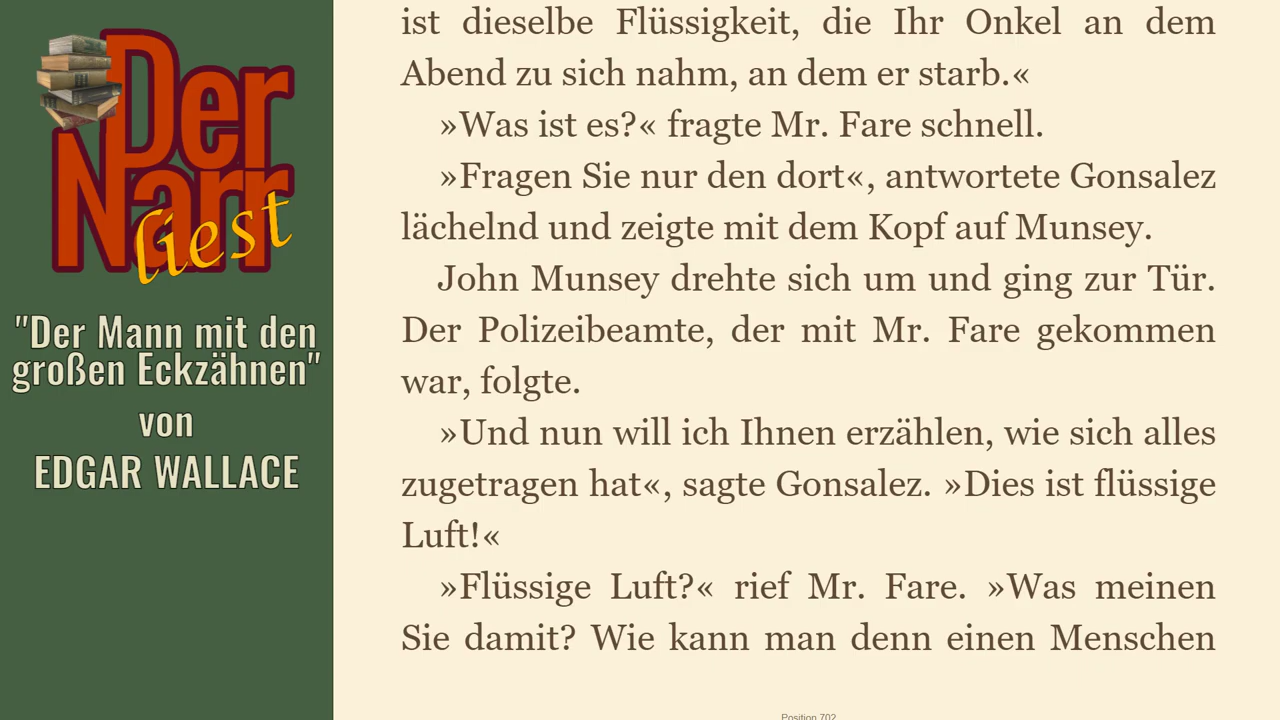 Der
Narr
liest
"Der Mann mit den
großen Eckzähnen"
von
EDGAR WALLACE
ist dieselbe Flüssigkeit, die Ihr Onkel an dem
Abend zu sich nahm, an dem er starb.«
»Was ist es?« fragte Mr. Fare schnell.
»Fragen Sie nur den dort«, antwortete Gonsalez
lächelnd und zeigte mit dem Kopf auf Munsey.
John Munsey drehte sich um und ging zur Tür.
Der Polizeibeamte, der mit Mr. Fare gekommen
war, folgte.
»Und nun will ich Ihnen erzählen, wie sich alles
zugetragen hat«, sagte Gonsalez. »Dies ist flüssige
Luft!«
»Flüssige Luft?« rief Mr. Fare. »Was meinen
Sie damit? Wie kann man denn einen Menschen
Position 702